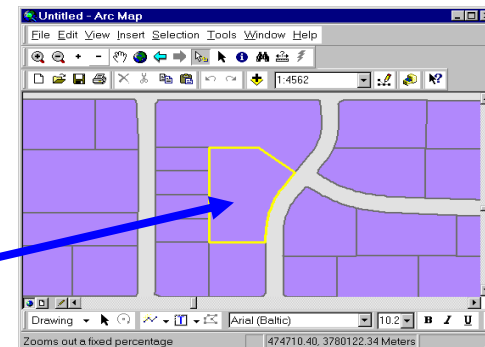 Untitled - Arc Map
File Edit View Insert Selection Tools Window Help
1:4562
Drawing Arial (Baltic) 10.2 B I U
Zooms out a fixed percentage 474710.40, 3780122.34 Meters